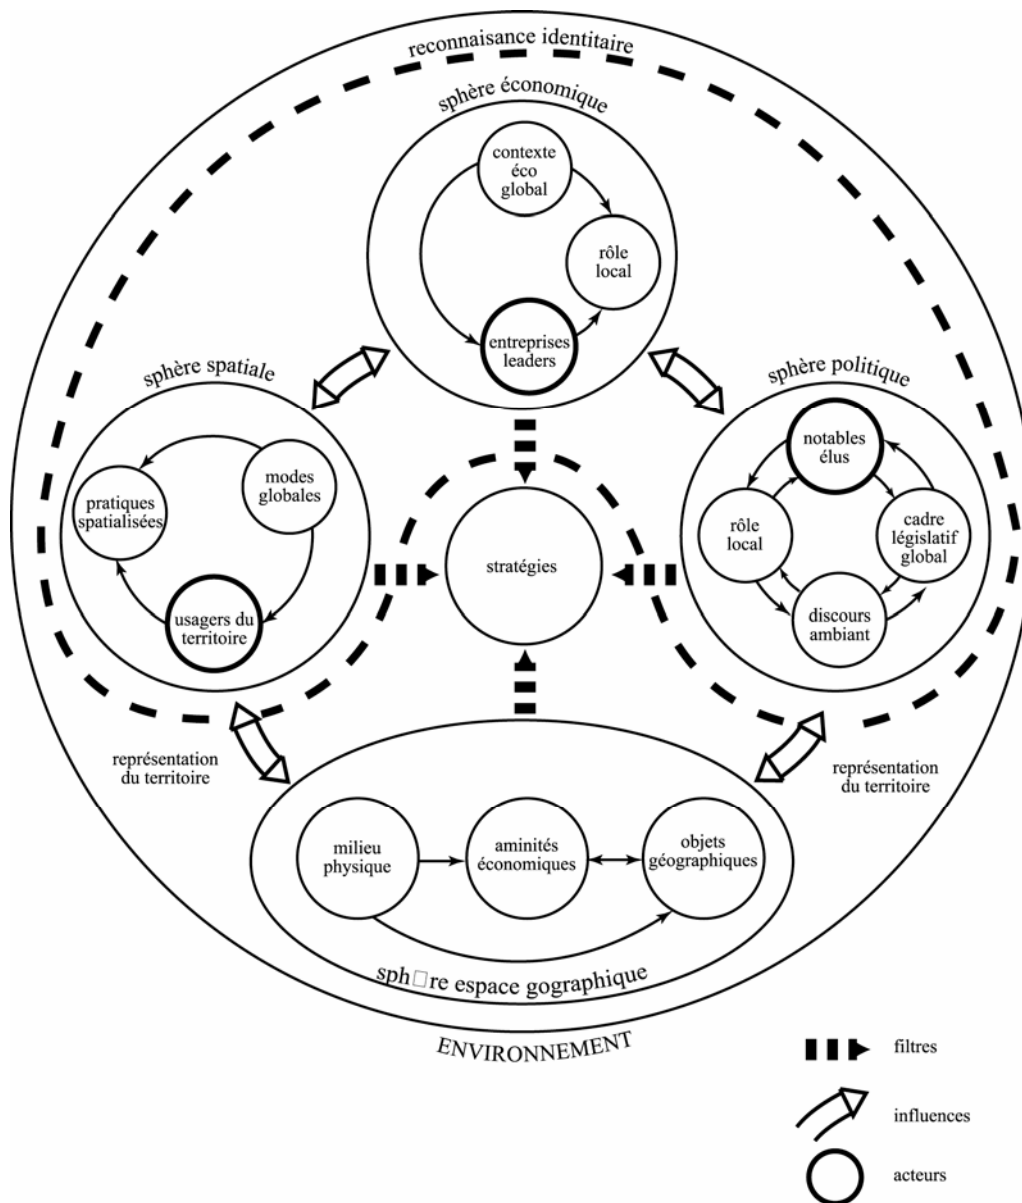 reconnaisance identitaire
sphère économique
contexte
éco
global
rôle
local
entreprises
leaders
sphère spatiale
modes
globales
pratiques
spatialisées
usagers du
territoire
sphère politique
notables
élus
rôle
local
cadre
législatif
global
discours
ambiant
stratégies
représentation
du territoire
représentation
du territoire
milieu
physique
aminités
économiques
objets
géographiques
sph□re espace gographique
ENVIRONNEMENT
filtres
influences
acteurs